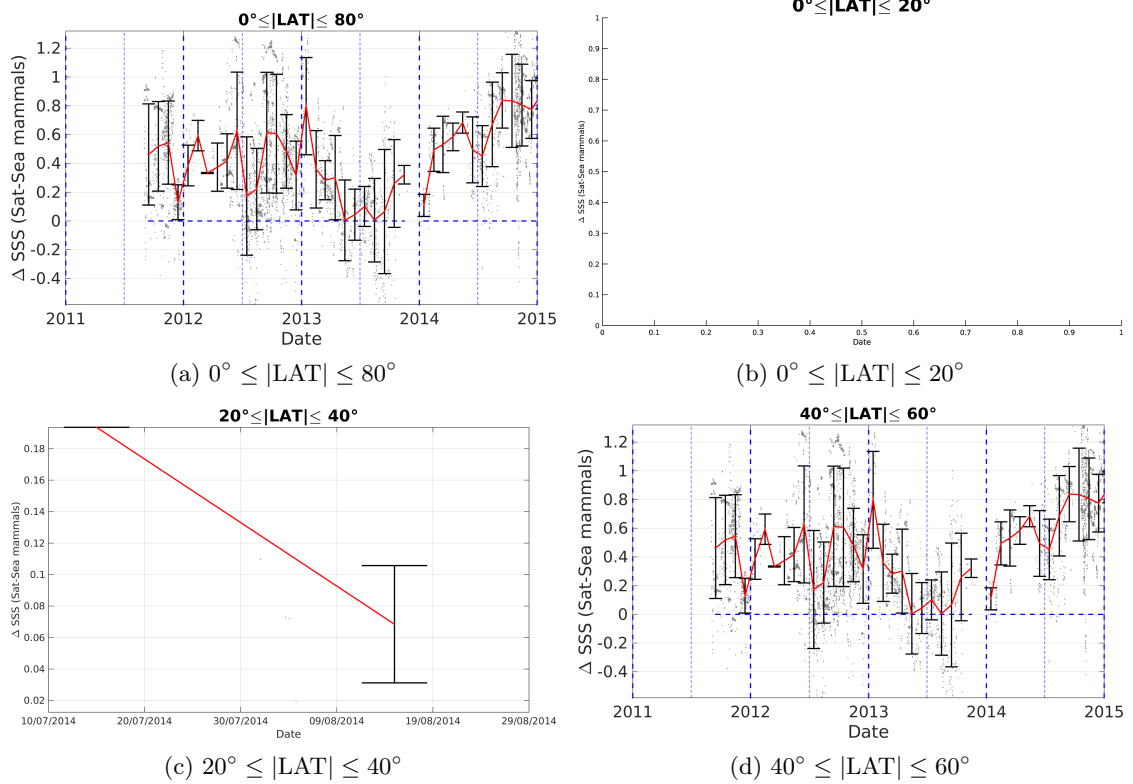 0°≤|LAT|≤ 80°
Δ SSS (Sat-Sea mammals)
1.2
1
0.8
0.6
0.4
0.2
0
-0.2
-0.4
2011 2012 2013 2014 2015
Date
(a) 0° ≤ |LAT| ≤ 80°
0°≤|LAT|≤ 20°
Δ SSS (Sat-Sea mammals)
1
0.9
0.8
0.7
0.6
0.5
0.4
0.3
0.2
0.1
0
0 0.1 0.2 0.3 0.4 0.5 0.6 0.7 0.8 0.9 1
Date
(b) 0° ≤ |LAT| ≤ 20°
20°≤|LAT|≤ 40°
Δ SSS (Sat-Sea mammals)
0.18
0.16
0.14
0.12
0.1
0.08
0.06
0.04
0.02
10/07/2014 20/07/2014 30/07/2014 09/08/2014 19/08/2014 29/08/2014
Date
(c) 20° ≤ |LAT| ≤ 40°
40°≤|LAT|≤ 60°
Δ SSS (Sat-Sea mammals)
1.2
1
0.8
0.6
0.4
0.2
0
-0.2
-0.4
2011 2012 2013 2014 2015
Date
(d) 40° ≤ |LAT| ≤ 60°